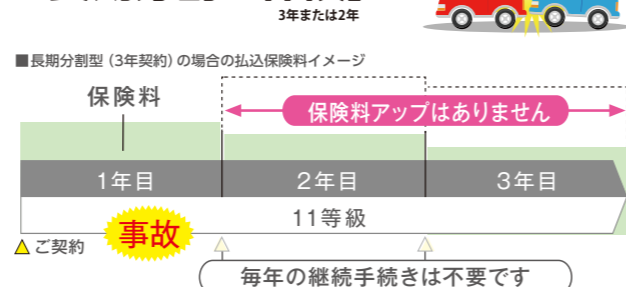 3年または2年
■長期分割型（3年契約）の場合の払込保険料イメージ
保険料
保険料アップはありません
1年目
2年目
3年目
11等級
事故
ご契約
毎年の継続手続きは不要です